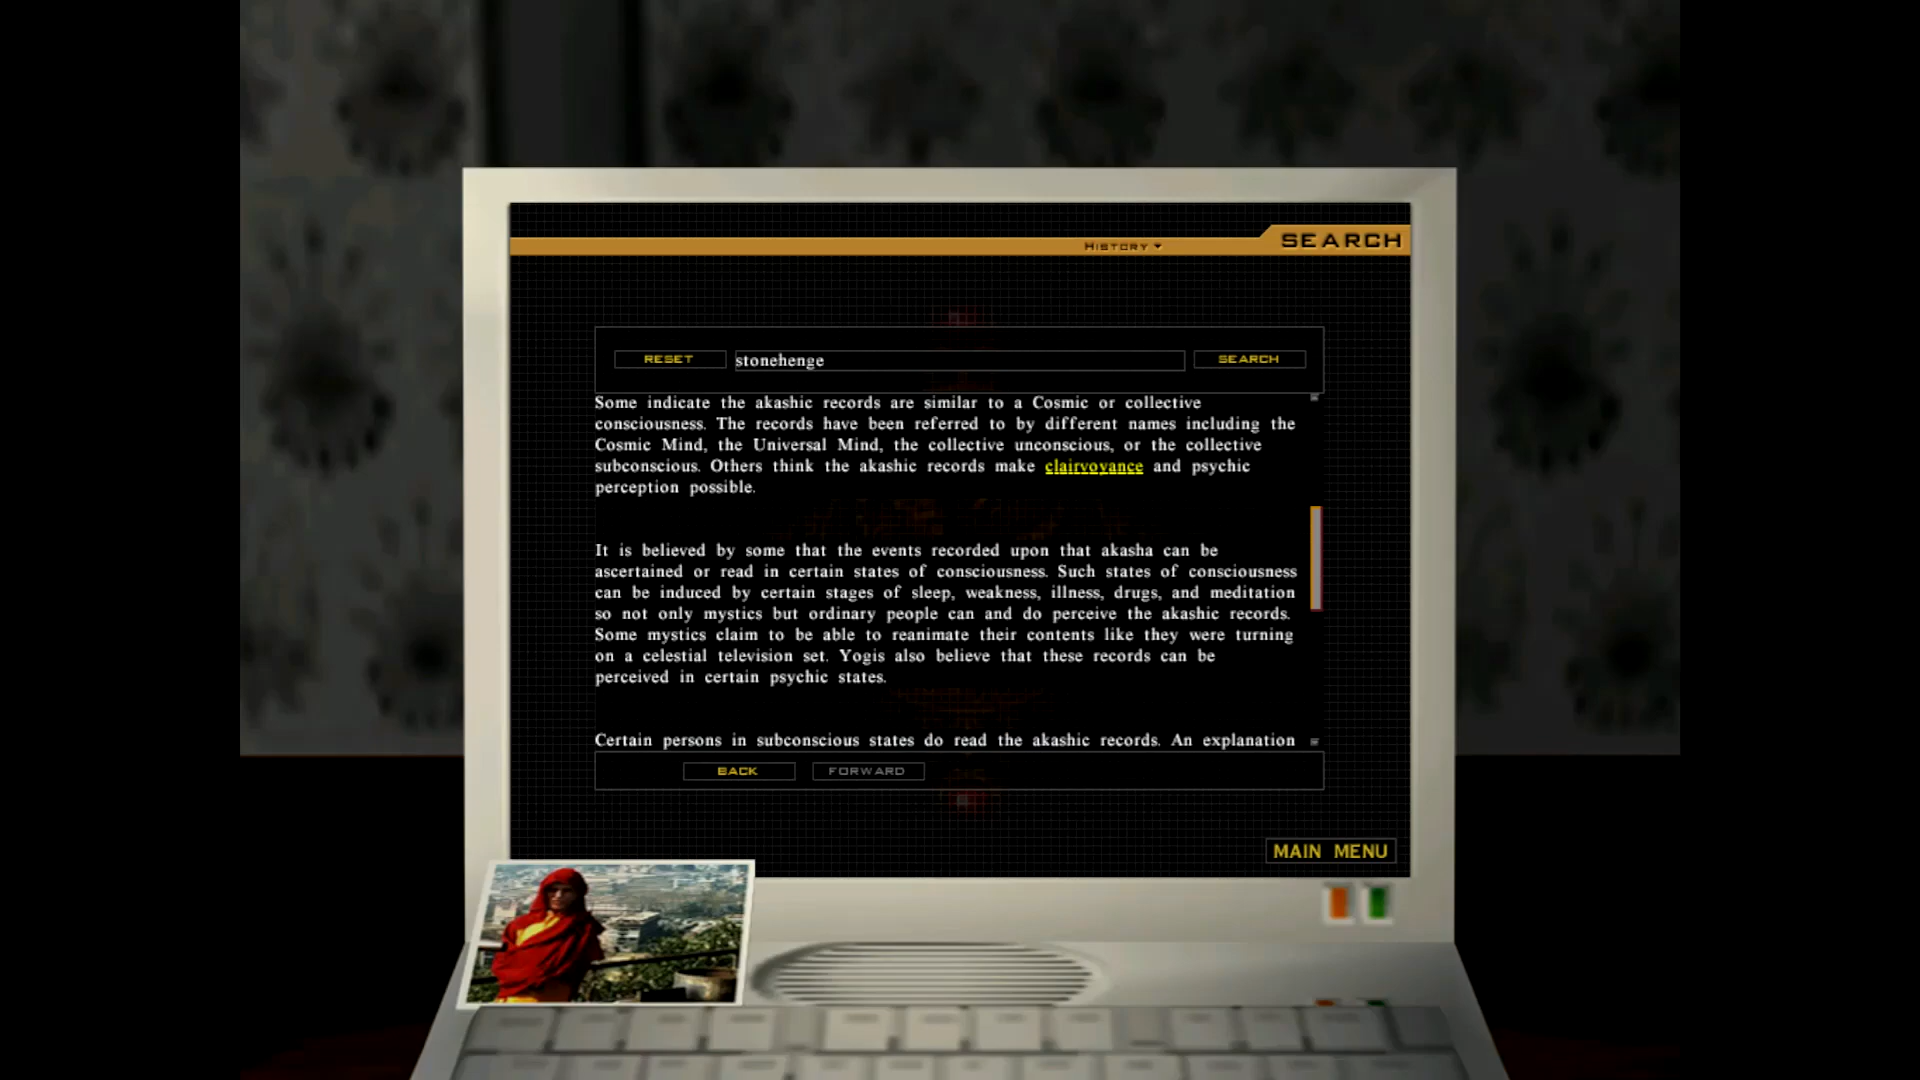 SEARCH
HISTORY
RESET
stonehenge
SEARCH
Some indicate the akashic records are similar to a Cosmic or collective
consciousness. The records have been referred to by different names including the
Cosmic Mind, the Universal Mind, the collective unconscious, or the collective
subconscious. Others think the akashic records make clairvoyance and psychic
perception possible.
It is believed by some that the events recorded upon that akasha can be
ascertained or read in certain states of consciousness. Such states of consciousness
can be induced by certain stages of sleep, weakness, illness, drugs, and meditation
so not only mystics but ordinary people can and do perceive the akashic records.
Some mystics claim to be able to reanimate their contents like they were turning
on a celestial television set. Yogis also believe that these records can be
perceived in certain psychic states.
Certain persons in subconscious states do read the akashic records. An explanation
BACK
FORWARD
MAIN MENU